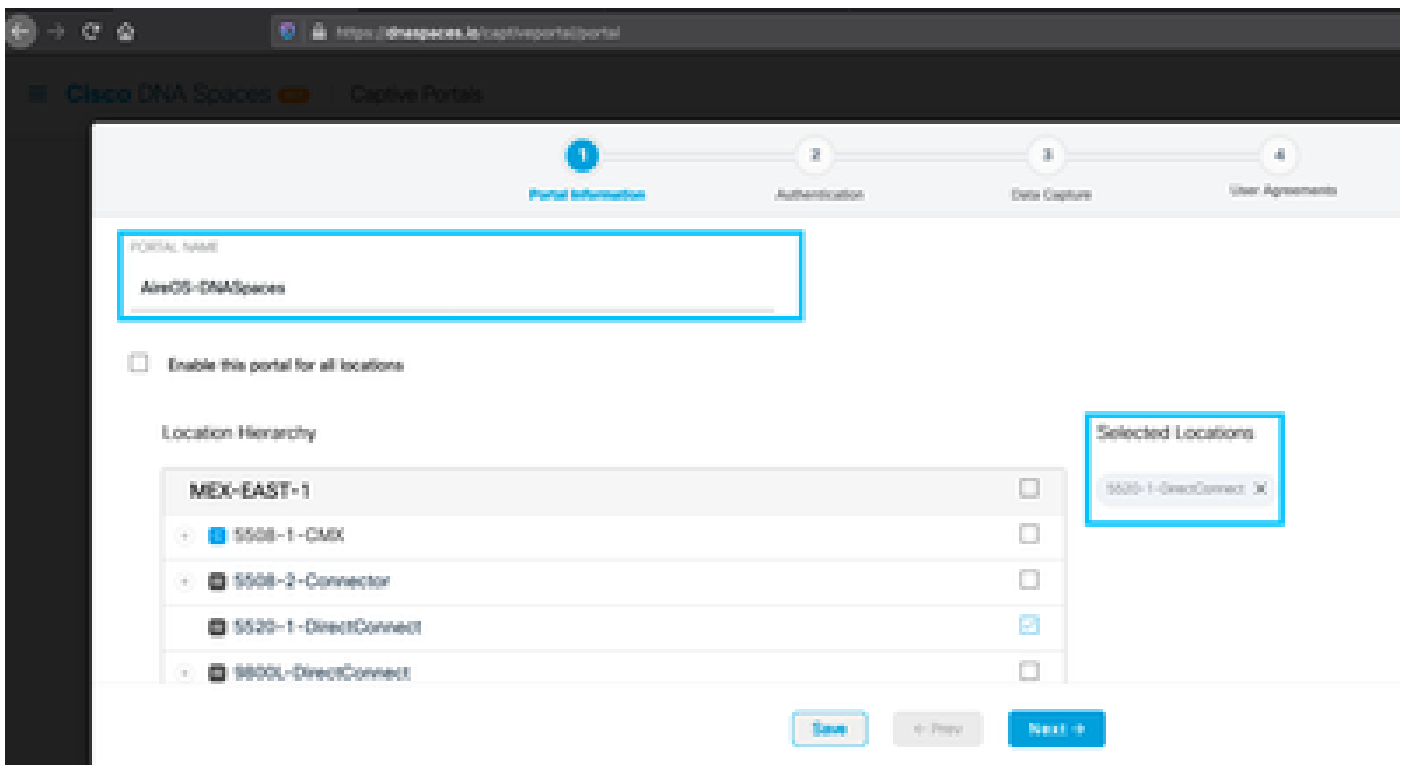 https://dnaspaces.io/captiveportal/portal
Cisco DNA Spaces Captive Portals
1
2
3
4
Portal Information
Authentication
Data Capture
User Agreements
PORTAL NAME
AireOS-DNASpaces
Enable this portal for all locations
Location Hierarchy
Selected Locations
MEX-EAST-1
5520-1-DirectConnect
5508-1-CMX
5508-2-Connector
5520-1-DirectConnect
9800L-DirectConnect
Save
Prev
Next